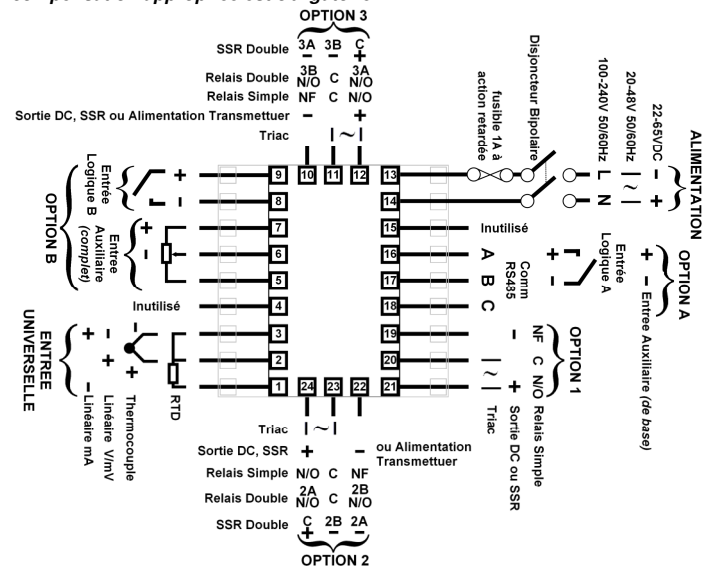 OPTION 3
SSR Double 3A 3B C
− − +
Relais Double 3B N/O C 3A N/O
Relais Simple NF C N/O
Sortie DC, SSR ou Alimentation Transmettuer − +
Triac | ~ |
9 10 11 12 13
8 14
7 15
6 16
5 17
4 18
3 19
2 20
1 24 23 22 21
OPTION B
Entrée Logique B
+
−
Entree Auxiliaire (complet)
+
−
Inutilisé
ENTREE UNIVERSELLE
+ − Linéaire mA
− + Linéaire V/mV
− + Thermocouple
RTD
fusible 1A à action retardée
Disjoncteur Bipolaire
ALIMENTATION
L N 100-240V 50/60Hz
| ~ | 20-48V 50/60Hz
− + 22-65VDC
Inutilisé
A
B
C
Comm RS435
OPTION A
+ − Entrée Logique A
+ − Entree Auxiliaire (de base)
OPTION 1
NF C N/O Relais Simple
− + Sortie DC ou SSR
| ~ | Triac
Triac | ~ |
Sortie DC, SSR + − ou Alimentation Transmettuer
Relais Simple N/O C NF
Relais Double 2A N/O C 2B N/O
SSR Double C 2B 2A
+ − −
OPTION 2